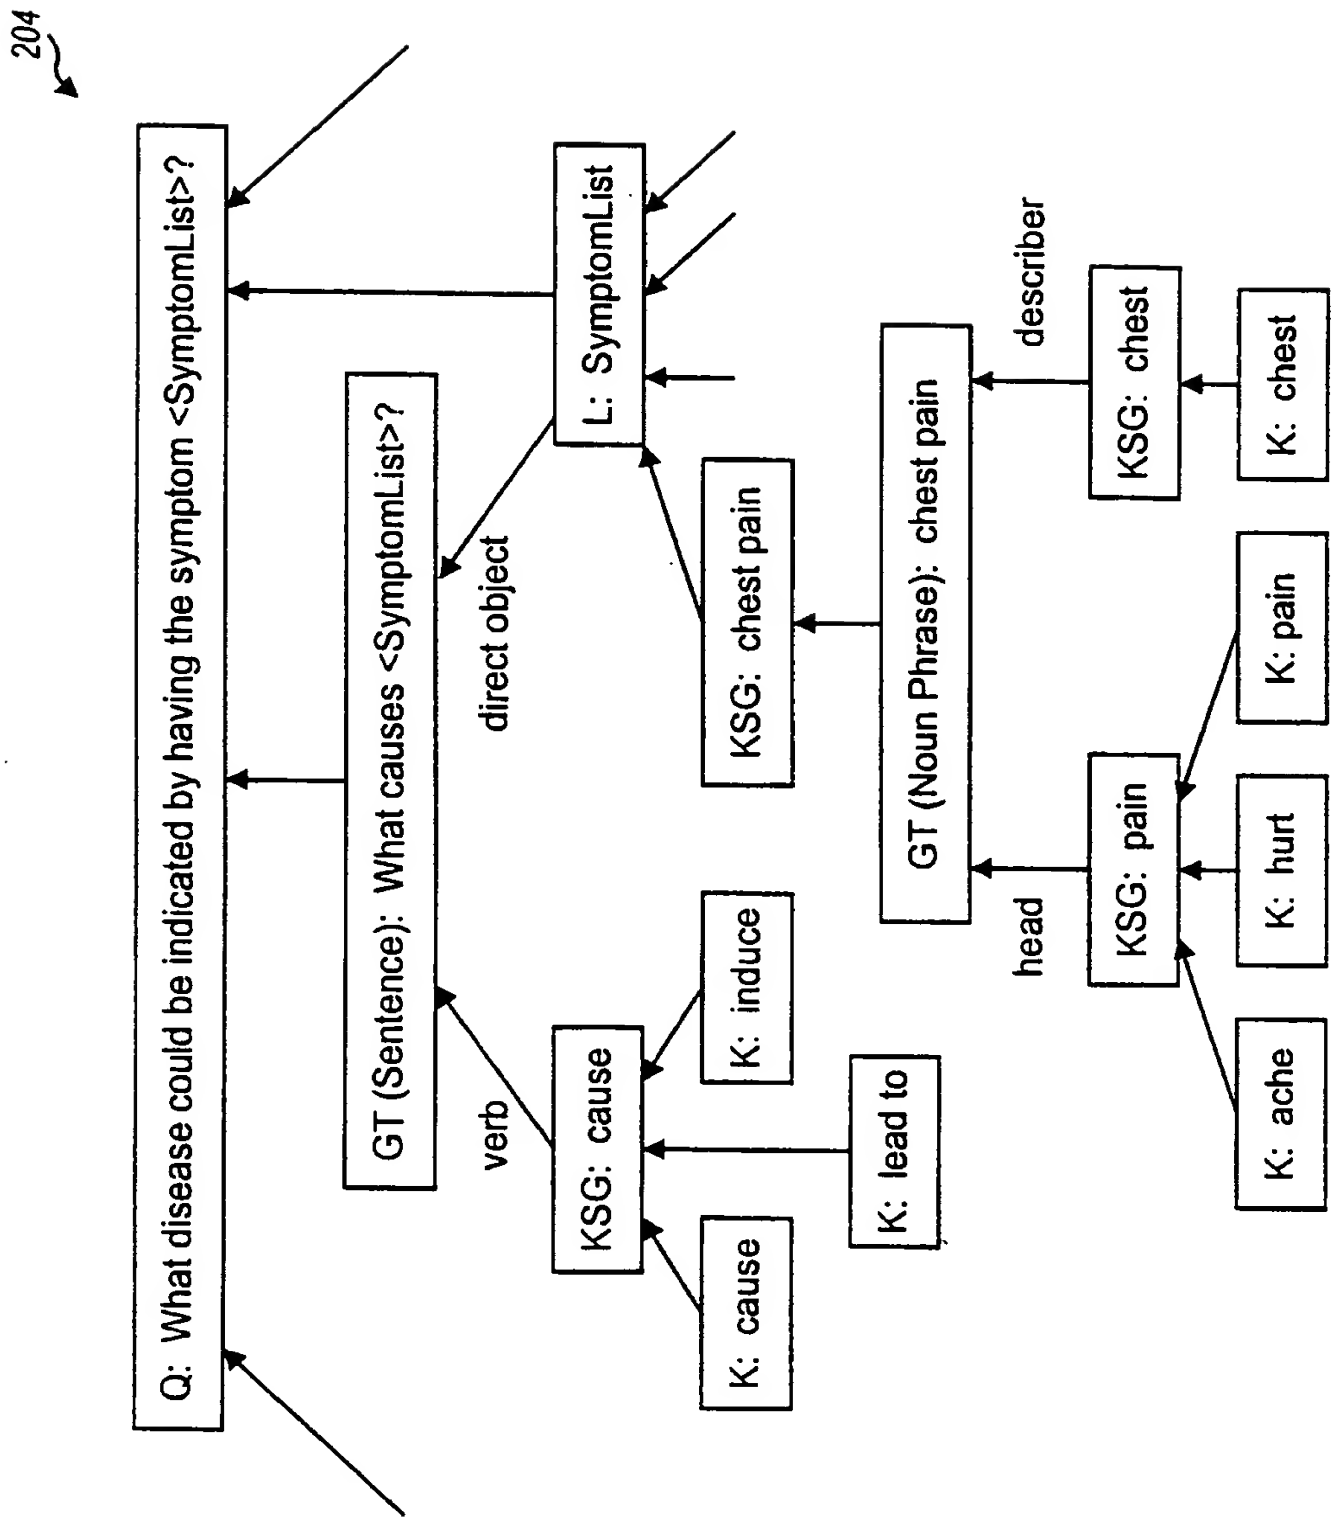 204
Q: What disease could be indicated by having the symptom <SymptomList>?
GT (Sentence): What causes <SymptomList>?
verb
direct object
KSG: cause
L: SymptomList
K: cause
K: induce
KSG: chest pain
K: lead to
GT (Noun Phrase): chest pain
head
describer
KSG: pain
KSG: chest
K: ache
K: hurt
K: pain
K: chest